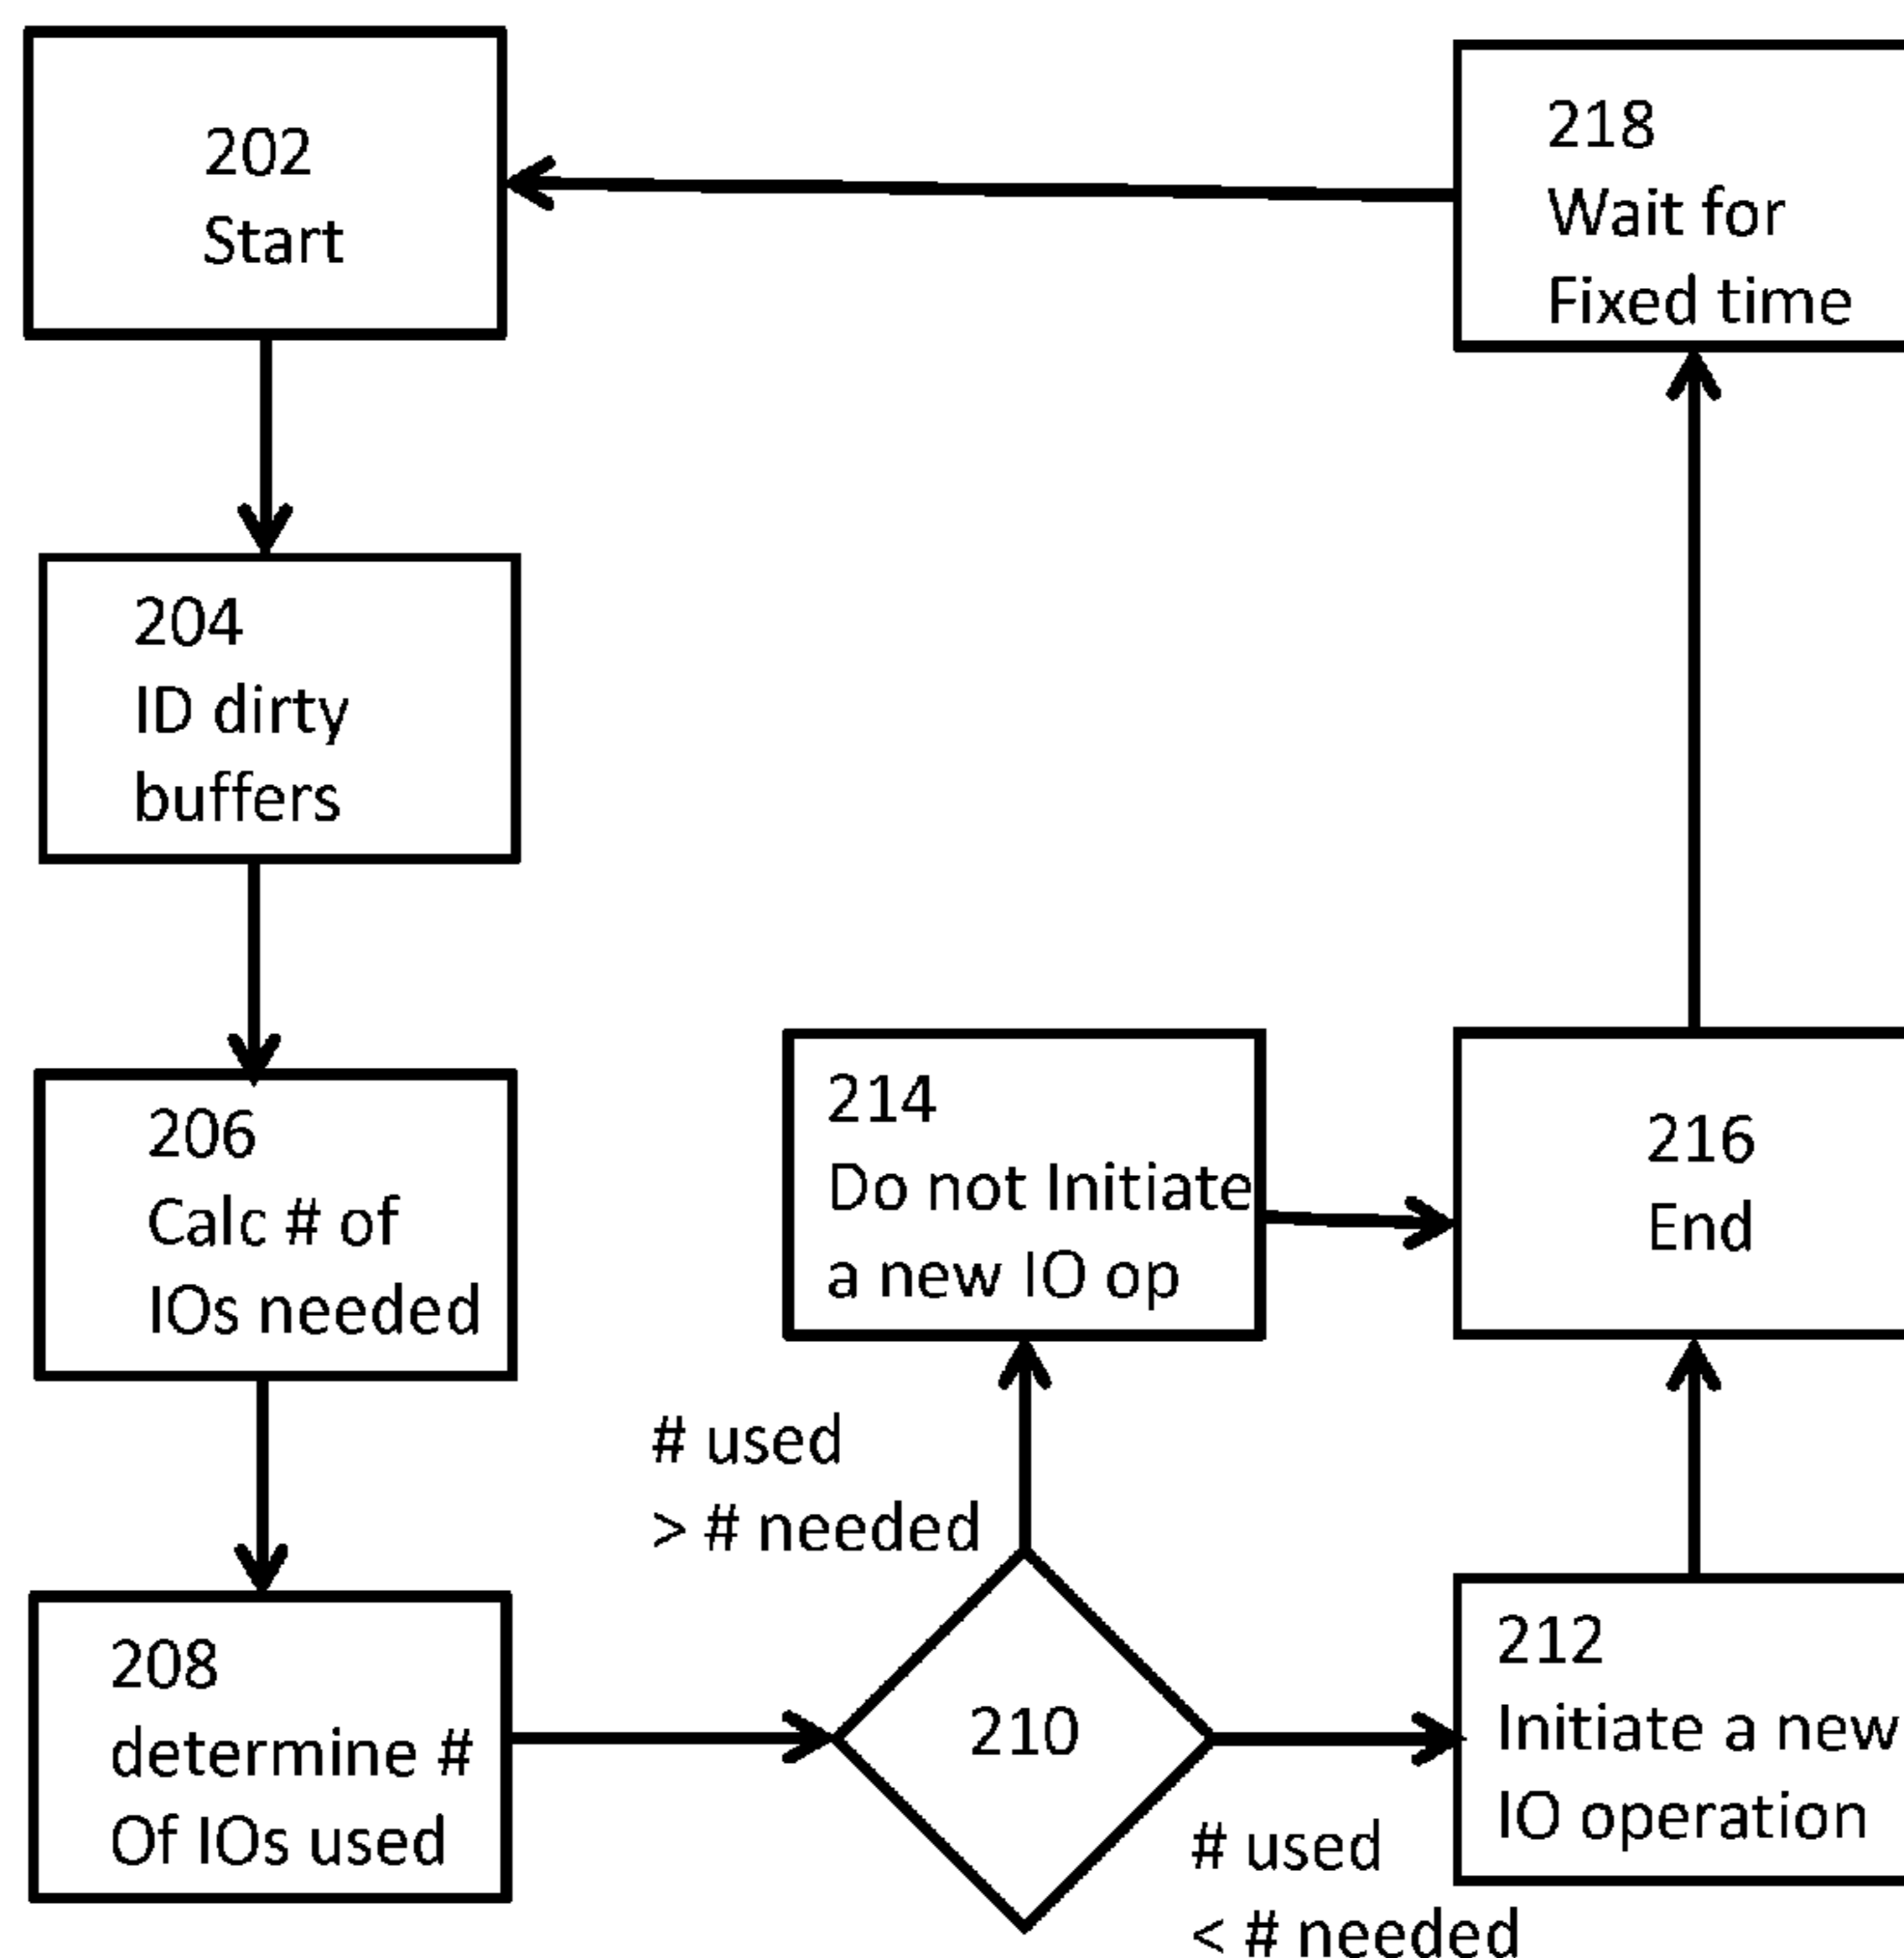 202
Start
204
ID dirty
buffers
206
Calc # of
IOs needed
208
determine #
Of IOs used
210
# used
> # needed
214
Do not Initiate
a new IO op
# used
< # needed
212
Initiate a new
IO operation
216
End
218
Wait for
Fixed time